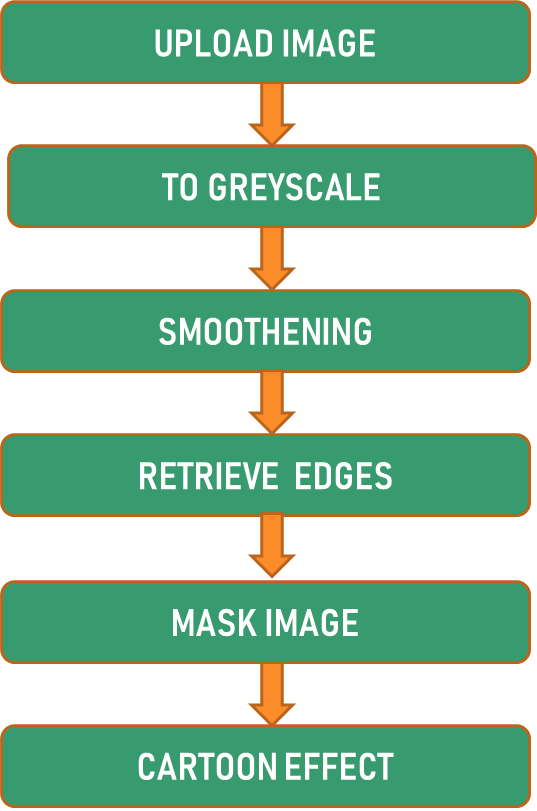 UPLOAD IMAGE
TO GREYSCALE
SMOOTHENING
RETRIEVE EDGES
MASK IMAGE
CARTOON EFFECT